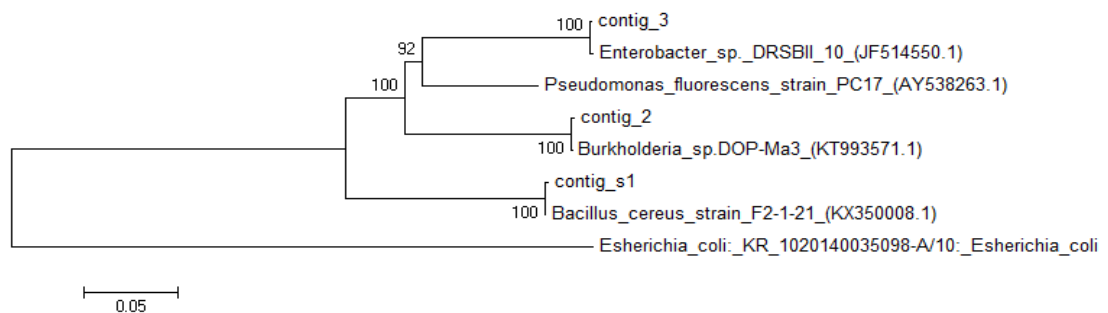 contig_3
100
Enterobacter_sp._DRSBII_10_(JF514550.1)
92
Pseudomonas_fluorescens_strain_PC17_(AY538263.1)
100
contig_2
100
Burkholderia_sp.DOP-Ma3_(KT993571.1)
contig_s1
100
Bacillus_cereus_strain_F2-1-21_(KX350008.1)
Esherichia_coli:_KR_1020140035098-A/10:_Esherichia_coli
0.05